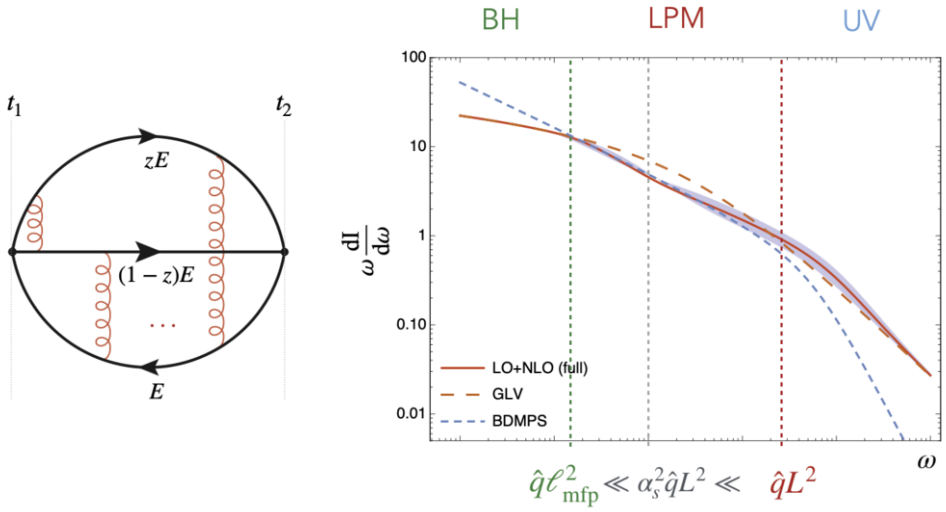 t₁
t₂
zE
(1 − z)E
...
E
BH LPM UV
100
10
1
0.10
0.01
ω dI/dω
LO+NLO (full)
GLV
BDMPS
ω
q̂ℓ²mfp ≪ αs²q̂L² ≪ q̂L²